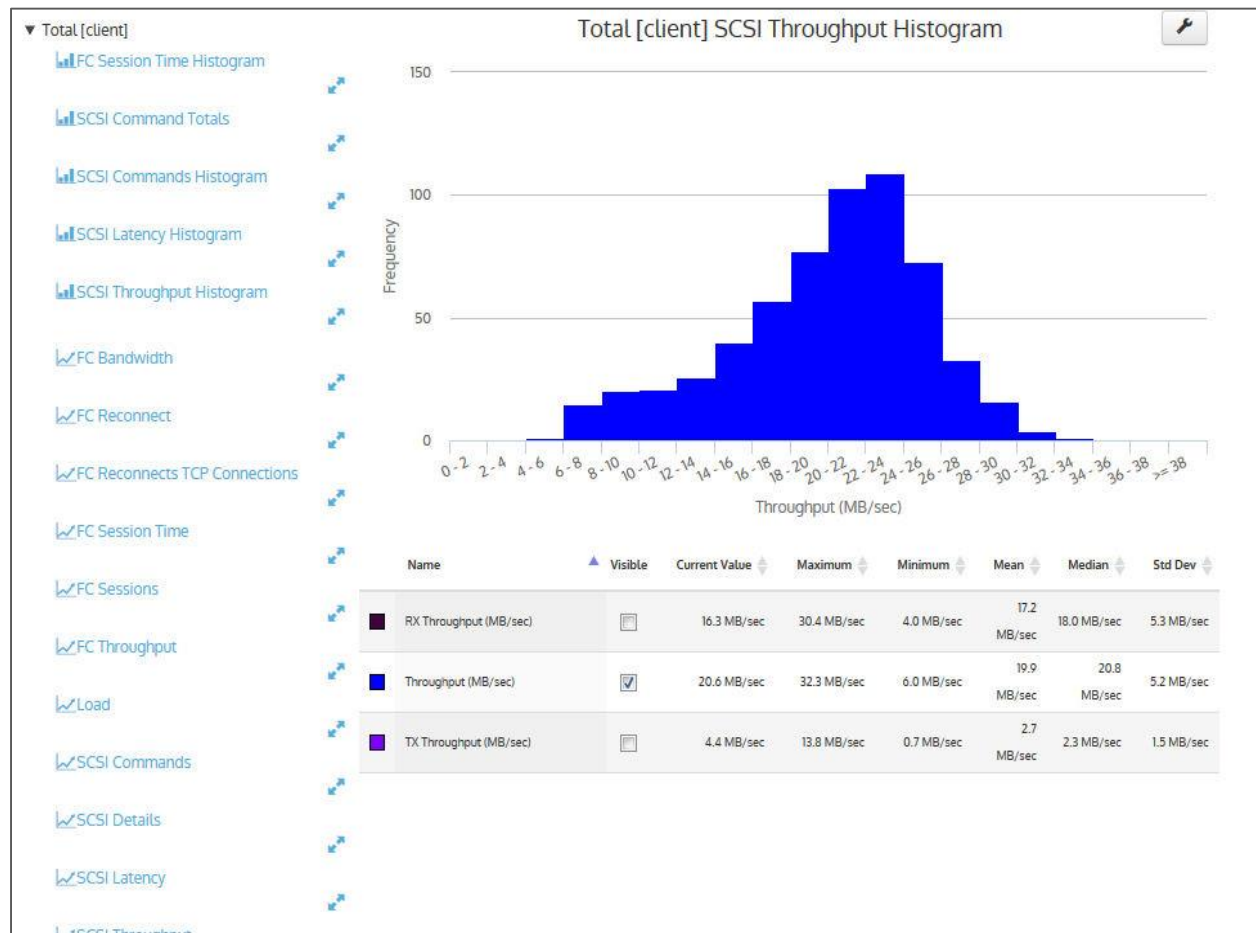 Total [client]
FC Session Time Histogram
SCSI Command Totals
SCSI Commands Histogram
SCSI Latency Histogram
SCSI Throughput Histogram
FC Bandwidth
FC Reconnect
FC Reconnects TCP Connections
FC Session Time
FC Sessions
FC Throughput
Load
SCSI Commands
SCSI Details
SCSI Latency
SCSI Throughput
Total [client] SCSI Throughput Histogram
150
100
50
0
Frequency
0 - 2 2 - 4 4 - 6 6 - 8 8 - 10 10 - 12 12 - 14 14 - 16 16 - 18 18 - 20 20 - 22 22 - 24 24 - 26 26 - 28 28 - 30 30 - 32 32 - 34 34 - 36 36 - 38 >= 38
Throughput (MB/sec)
Name Visible Current Value Maximum Minimum Mean Median Std Dev
RX Throughput (MB/sec) 16.3 MB/sec 30.4 MB/sec 4.0 MB/sec 17.2 MB/sec 18.0 MB/sec 5.3 MB/sec
Throughput (MB/sec) 20.6 MB/sec 32.3 MB/sec 6.0 MB/sec 19.9 MB/sec 20.8 MB/sec 5.2 MB/sec
TX Throughput (MB/sec) 4.4 MB/sec 13.8 MB/sec 0.7 MB/sec 2.7 MB/sec 2.3 MB/sec 1.5 MB/sec